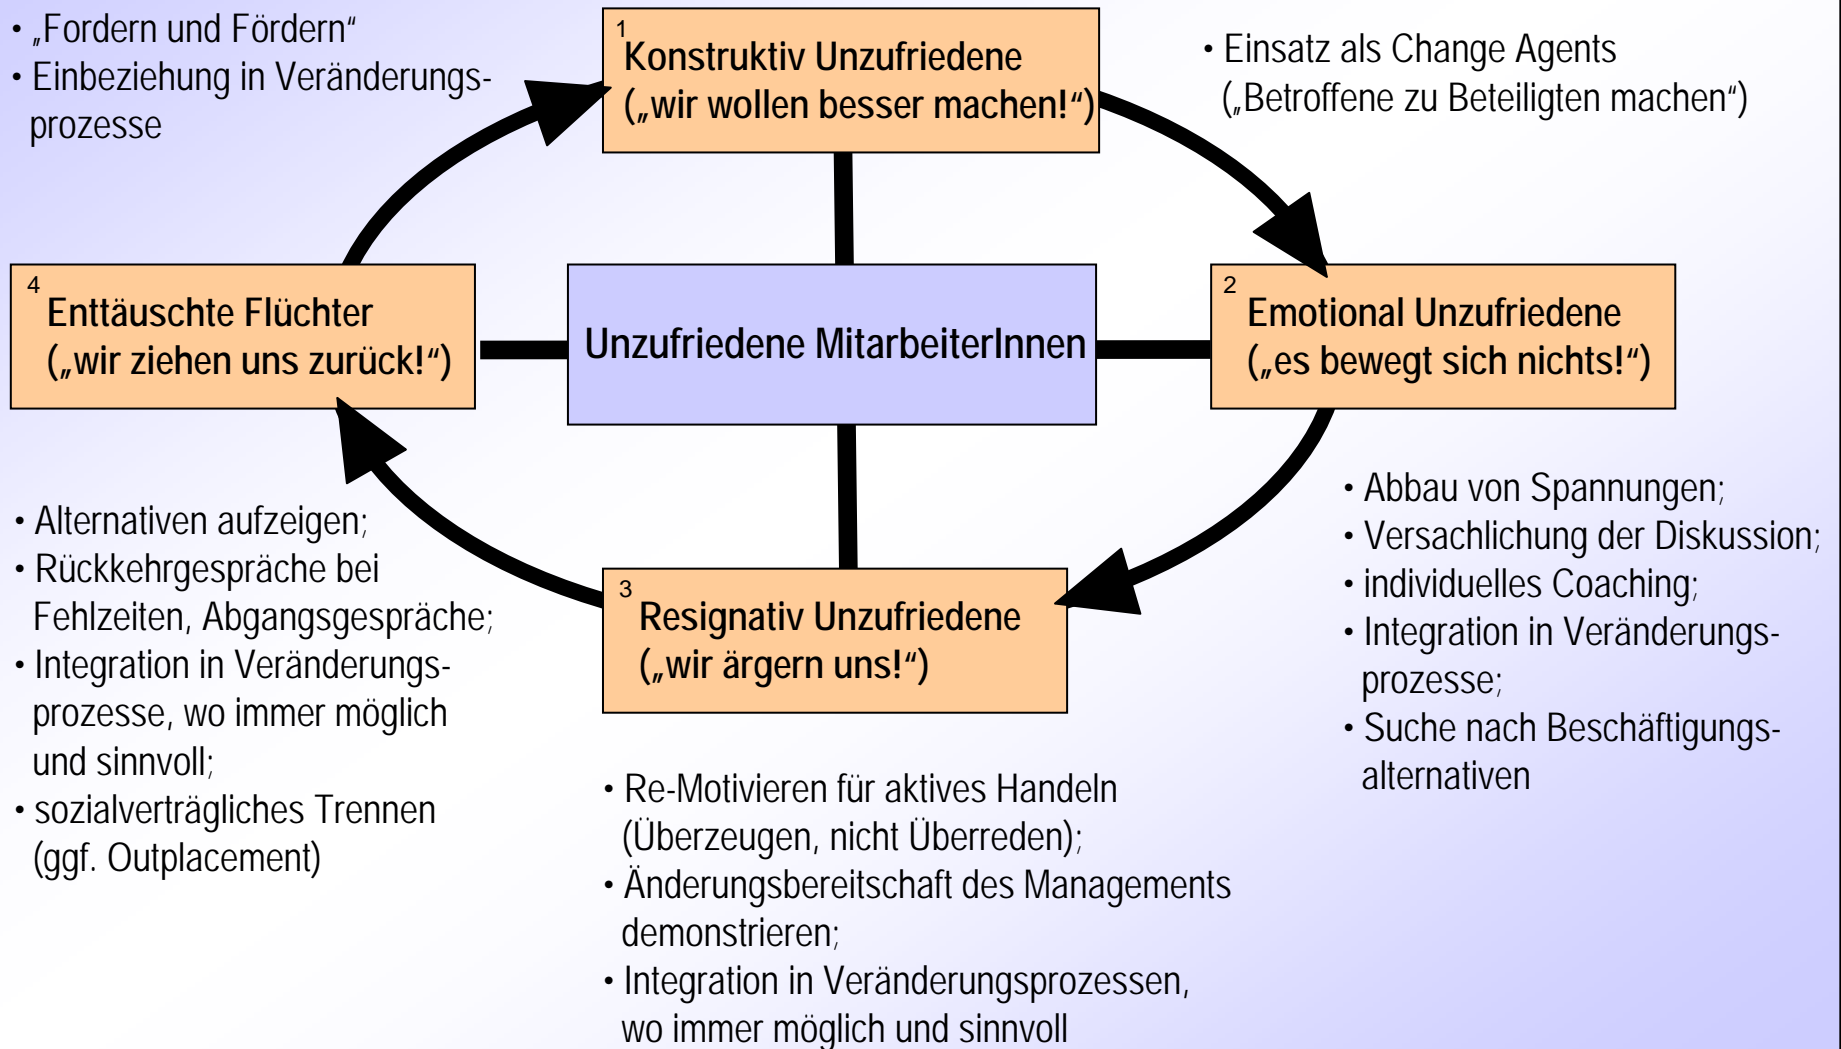 • „Fordern und Fördern“
• Einbeziehung in Veränderungs-
prozesse
1
Konstruktiv Unzufriedene
(„wir wollen besser machen!“)
• Einsatz als Change Agents
(„Betroffene zu Beteiligten machen“)
4
Enttäuschte Flüchter
(„wir ziehen uns zurück!“)
Unzufriedene MitarbeiterInnen
2
Emotional Unzufriedene
(„es bewegt sich nichts!“)
• Alternativen aufzeigen;
• Rückkehrgespräche bei
Fehlzeiten, Abgangsgespräche;
• Integration in Veränderungs-
prozesse, wo immer möglich
und sinnvoll;
• sozialverträgliches Trennen
(ggf. Outplacement)
3
Resignativ Unzufriedene
(„wir ärgern uns!“)
• Re-Motivieren für aktives Handeln
(Überzeugen, nicht Überreden);
• Änderungsbereitschaft des Managements
demonstrieren;
• Integration in Veränderungsprozessen,
wo immer möglich und sinnvoll
• Abbau von Spannungen;
• Versachlichung der Diskussion;
• individuelles Coaching;
• Integration in Veränderungs-
prozesse;
• Suche nach Beschäftigungs-
alternativen